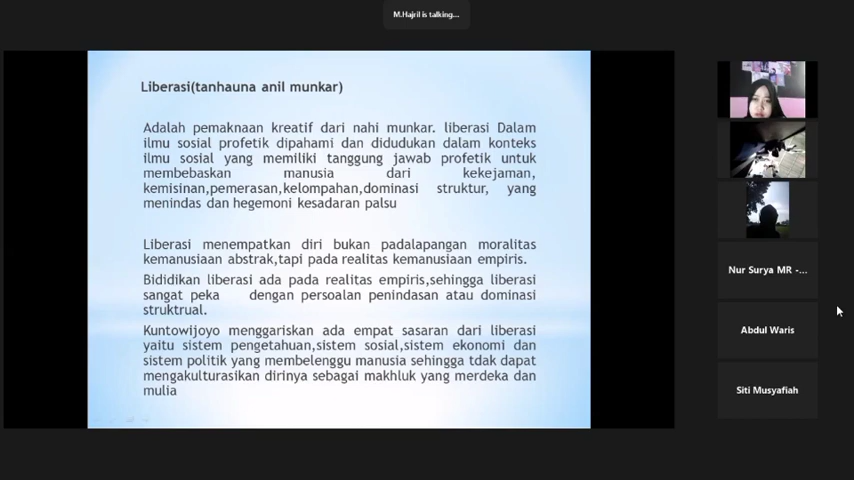 M.Hajril is talking...
Liberasi(tanhauna anil munkar)
Adalah pemaknaan kreatif dari nahi munkar. liberasi Dalam
ilmu sosial profetik dipahami dan didudukan dalam konteks
ilmu sosial yang memiliki tanggung jawab profetik untuk
membebaskan manusia dari kekejaman,
kemisinan,pemerasan,kelompahan,dominasi struktur, yang
menindas dan hegemoni kesadaran palsu
Liberasi menempatkan diri bukan padalapangan moralitas
kemanusiaan abstrak,tapi pada realitas kemanusiaan empiris.
Bididikan liberasi ada pada realitas empiris,sehingga liberasi
sangat peka dengan persoalan penindasan atau dominasi
struktrual.
Kuntowijoyo menggariskan ada empat sasaran dari liberasi
yaitu sistem pengetahuan,sistem sosial,sistem ekonomi dan
sistem politik yang membelenggu manusia sehingga tdak dapat
mengakulturasikan dirinya sebagai makhluk yang merdeka dan
mulia
Nur Surya MR -...
Abdul Waris
Siti Musyafiah